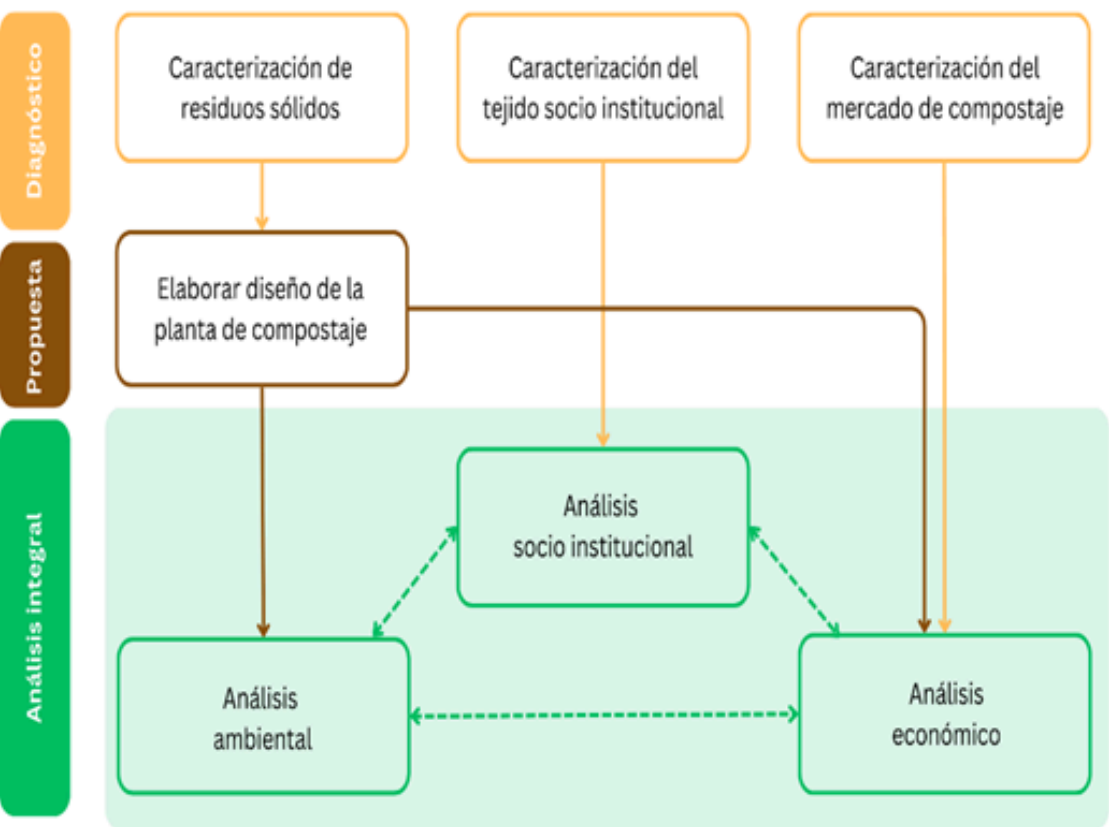 Diagnóstico
Caracterización de
residuos sólidos
Caracterización del
tejido socio institucional
Caracterización del
mercado de compostaje
Propuesta
Elaborar diseño de la
planta de compostaje
Análisis integral
Análisis
socio institucional
Análisis
ambiental
Análisis
económico